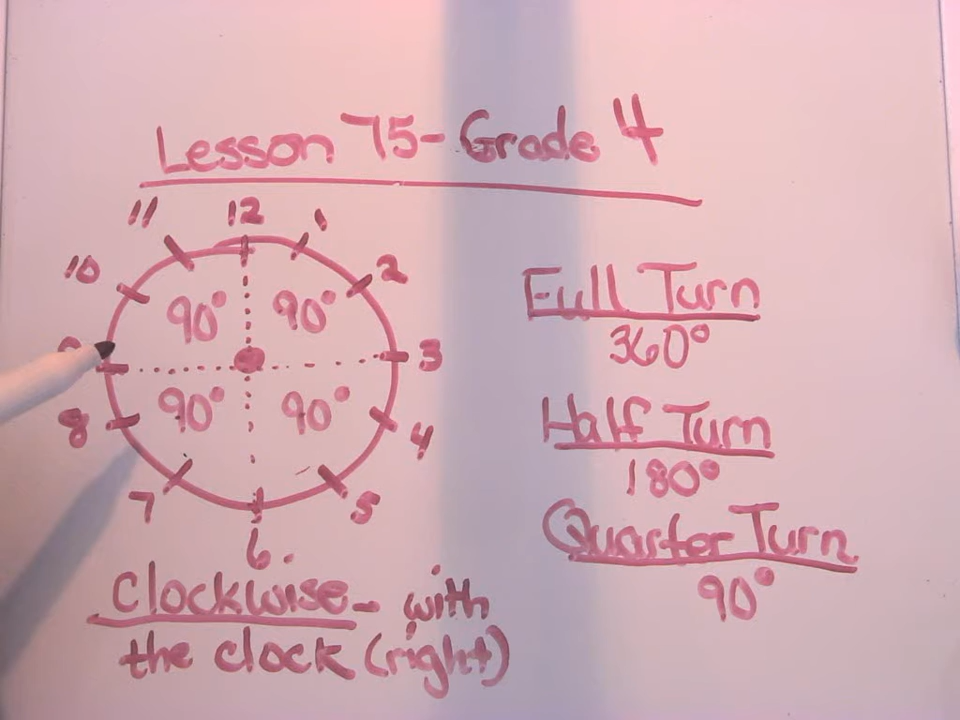 Lesson 75- Grade 4
11 12 1
10 2
90° 90°
3
90° 90°
8 4
7 5
6.
Full Turn
360°
Half Turn
180°
Quarter Turn
90°
Clockwise- with
the clock (right)